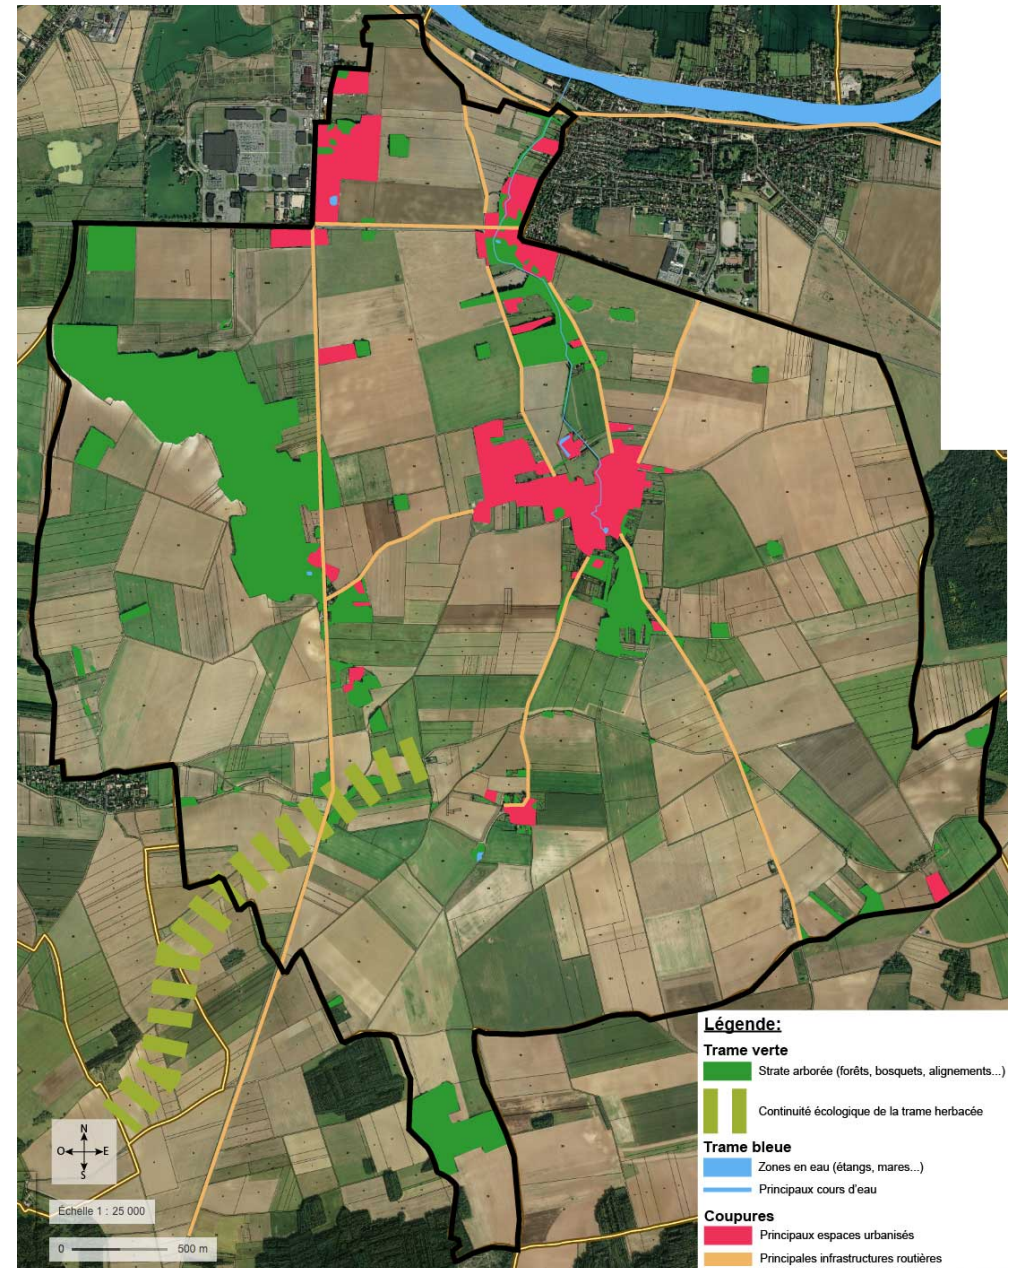 Légende:
Trame verte
Strate arborée (forêts, bosquets, alignements...)
Continuité écologique de la trame herbacée
Trame bleue
Zones en eau (étangs, mares...)
Principaux cours d'eau
Coupures
Principaux espaces urbanisés
Principales infrastructures routières
N
O E
S
Échelle 1 : 25 000
0 500 m